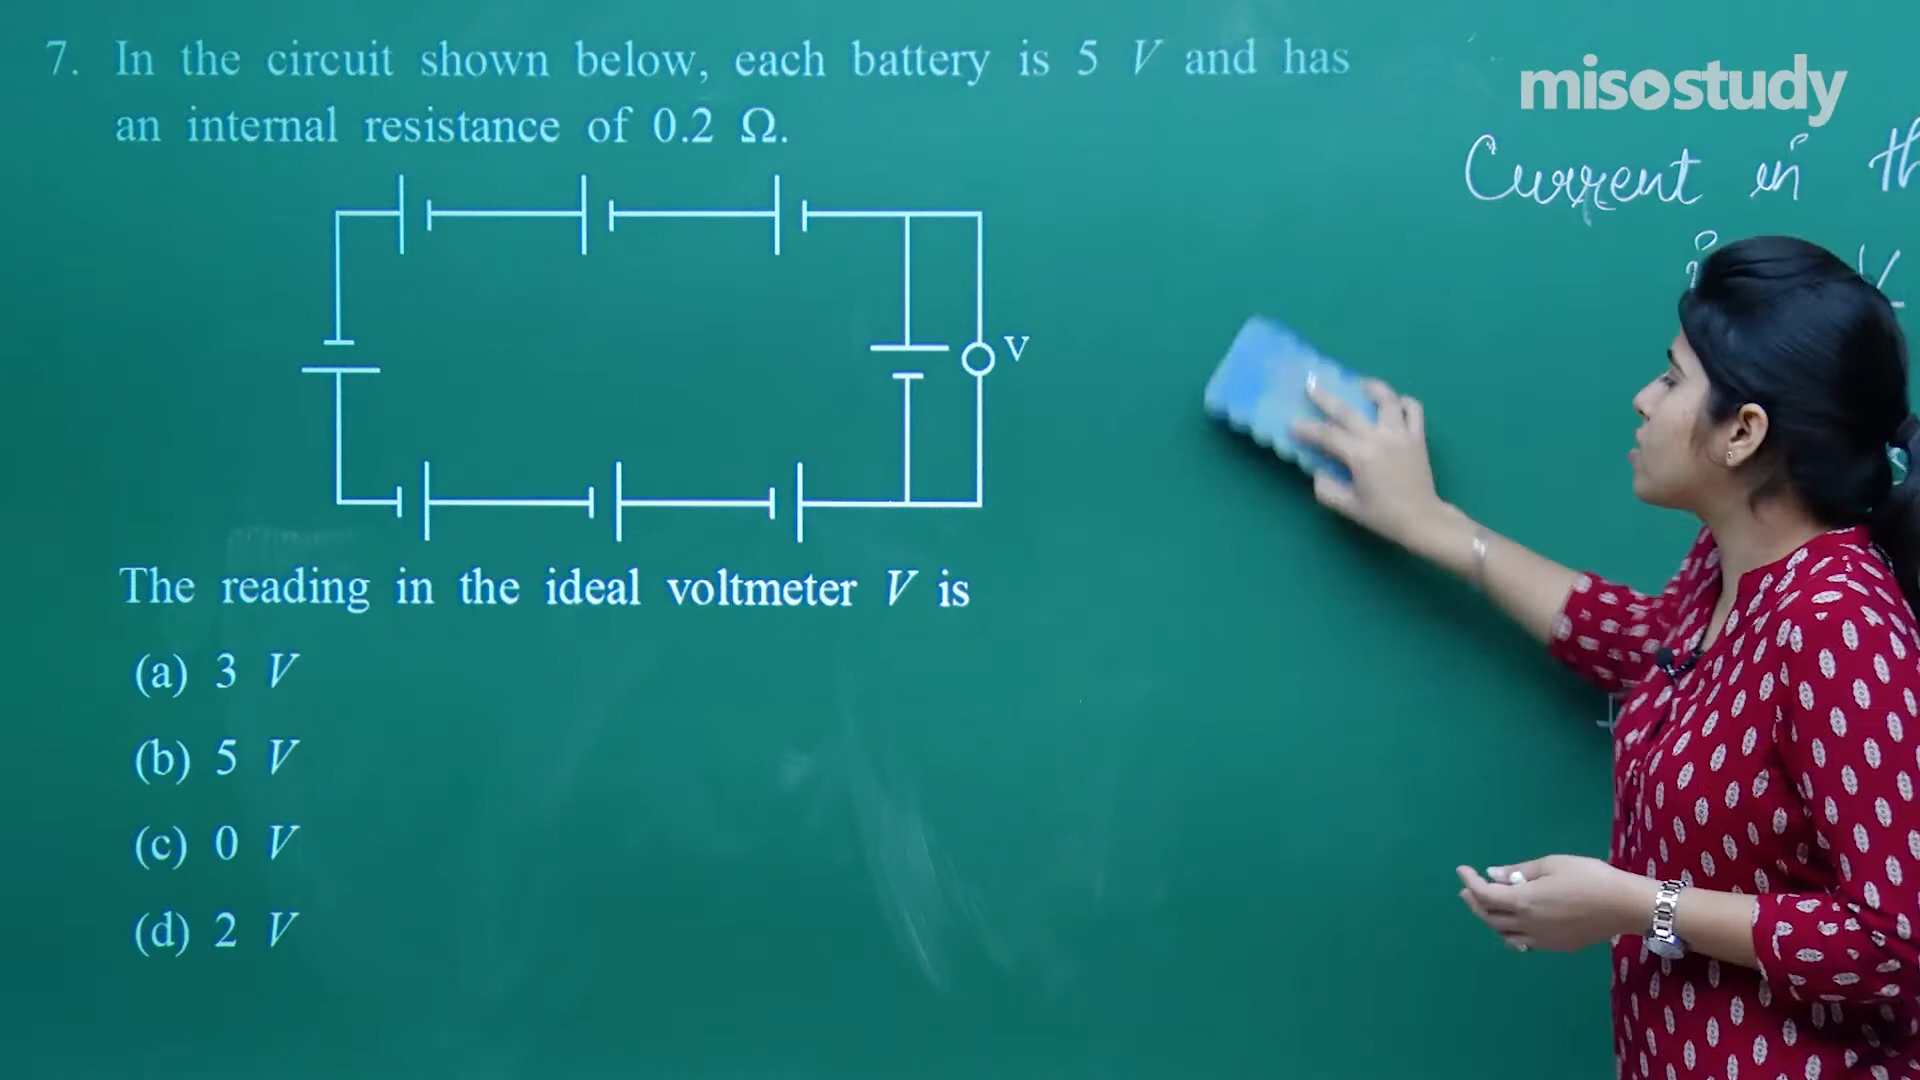 7. In the circuit shown below, each battery is 5 V and has
an internal resistance of 0.2 Ω.
misostudy
Current in
V
The reading in the ideal voltmeter V is
(a) 3 V
(b) 5 V
(c) 0 V
(d) 2 V